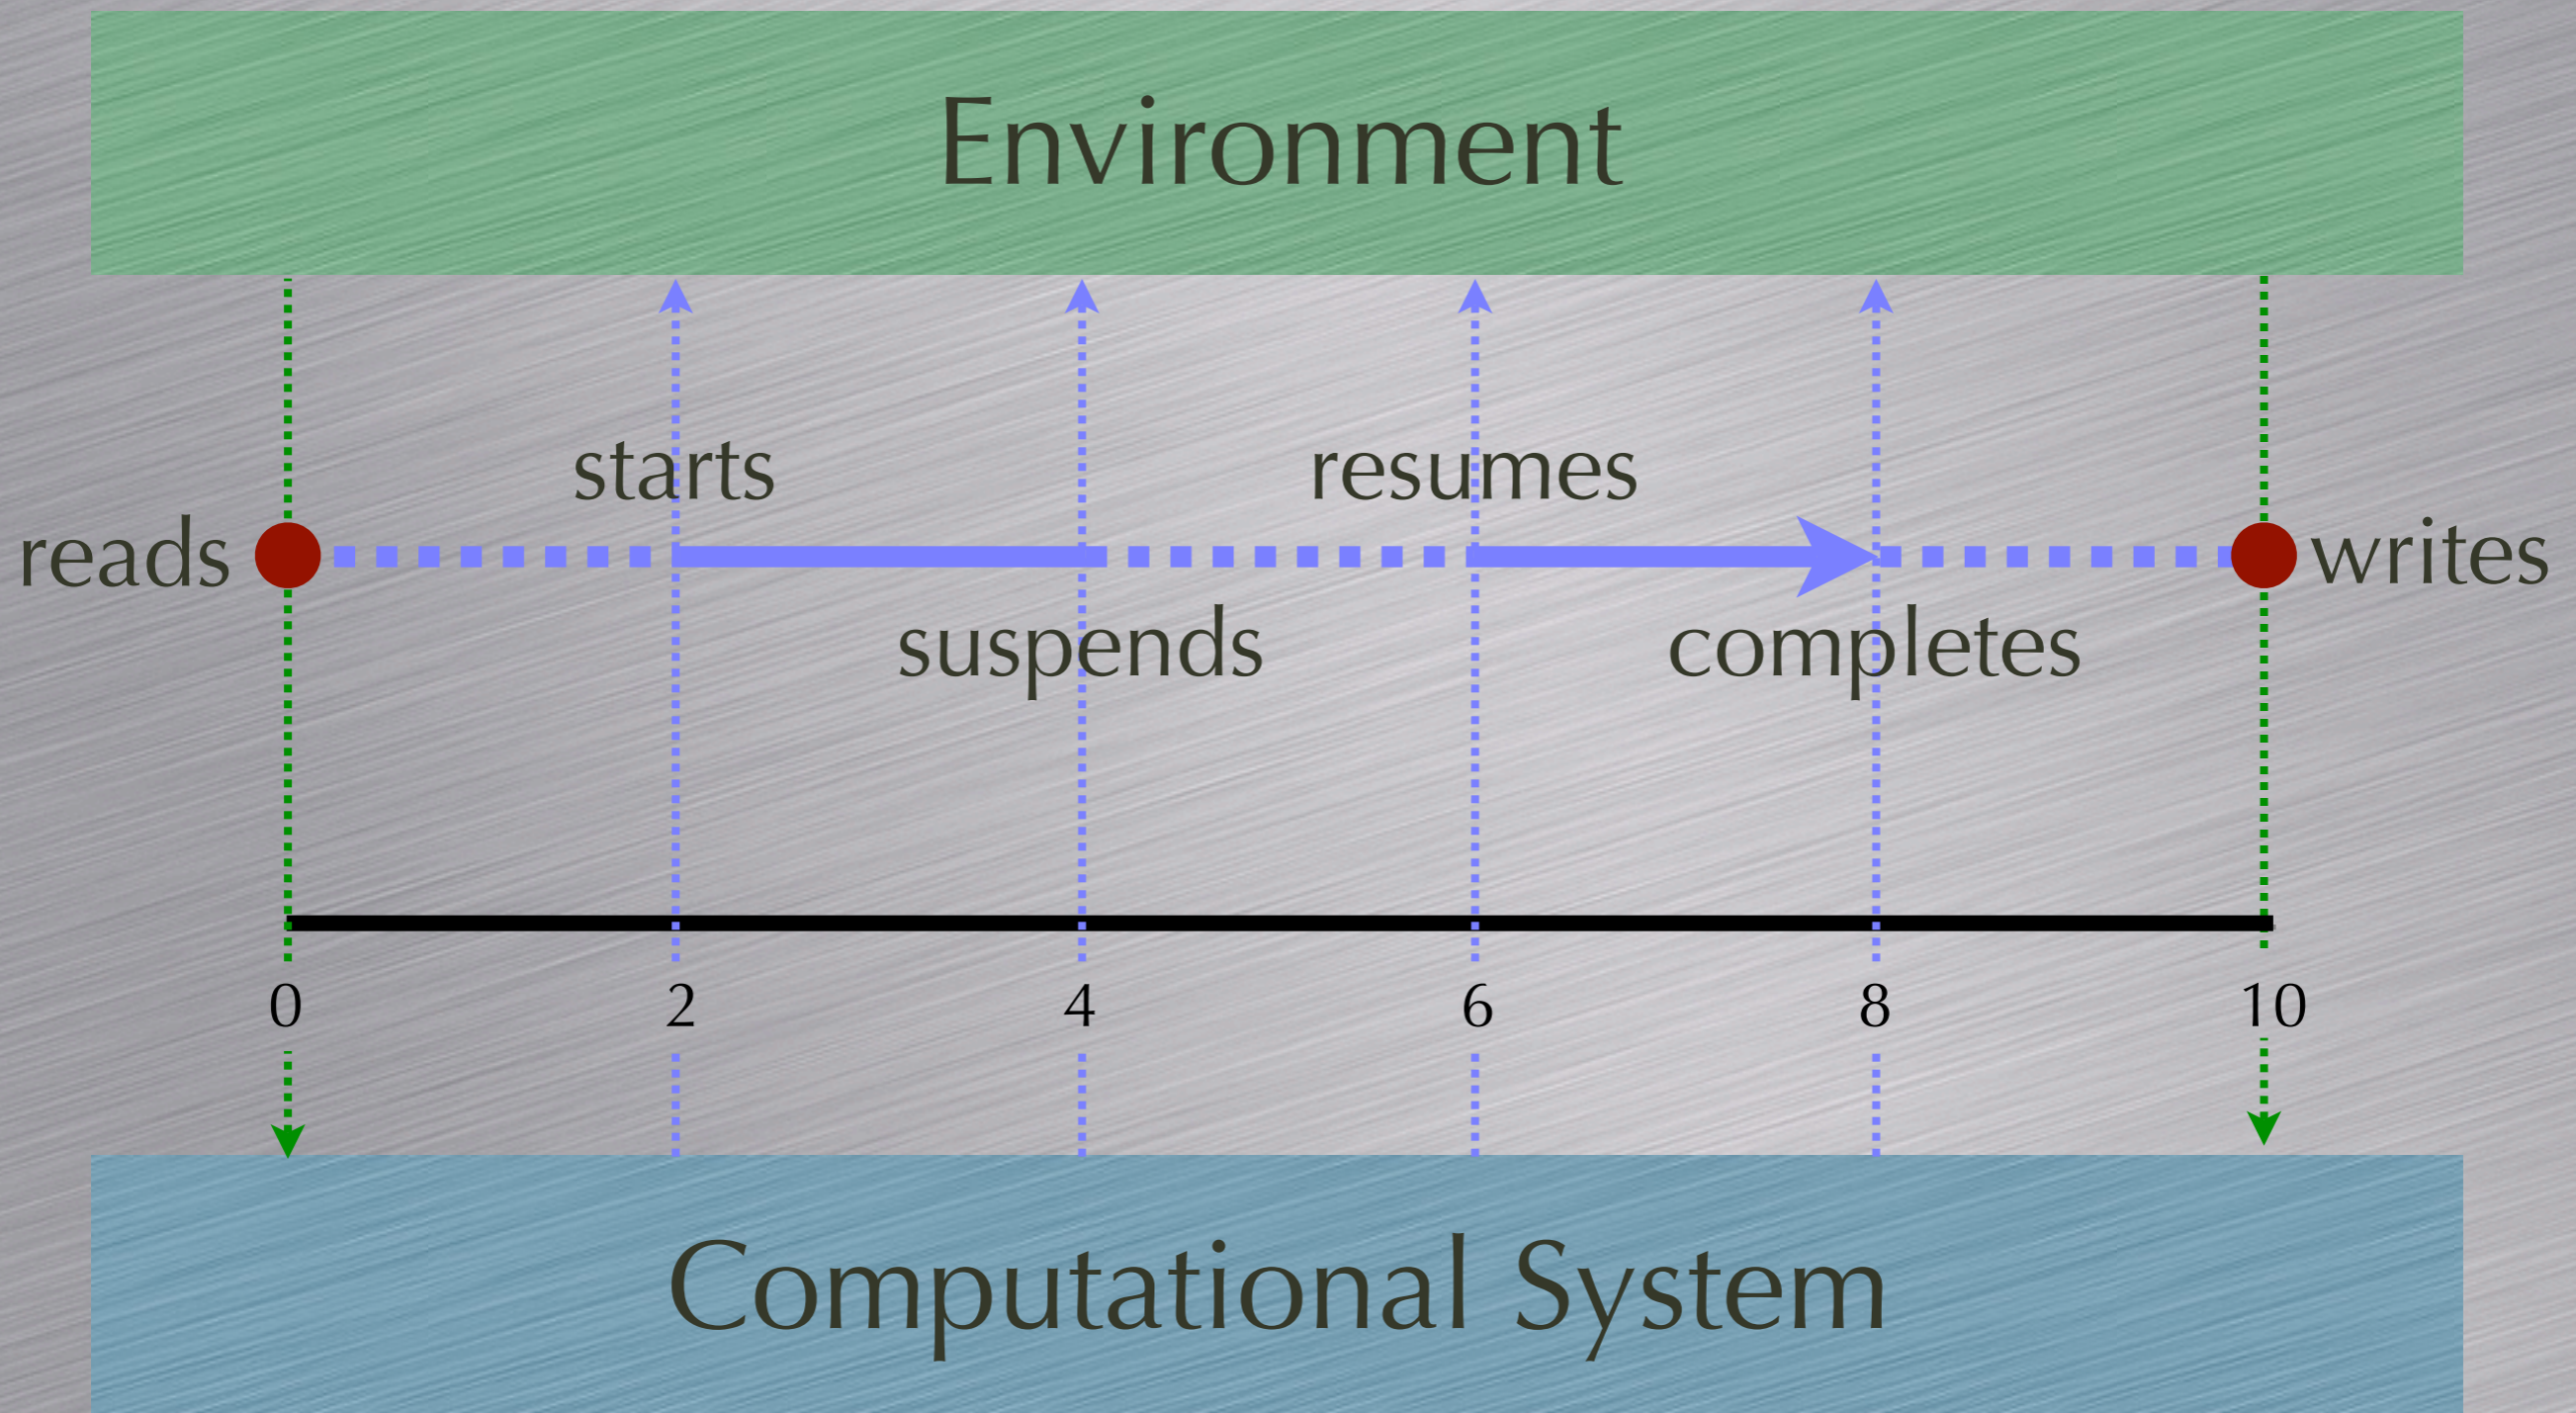 Environment
starts
resumes
reads
writes
suspends
completes
0 2 4 6 8 10
Computational System